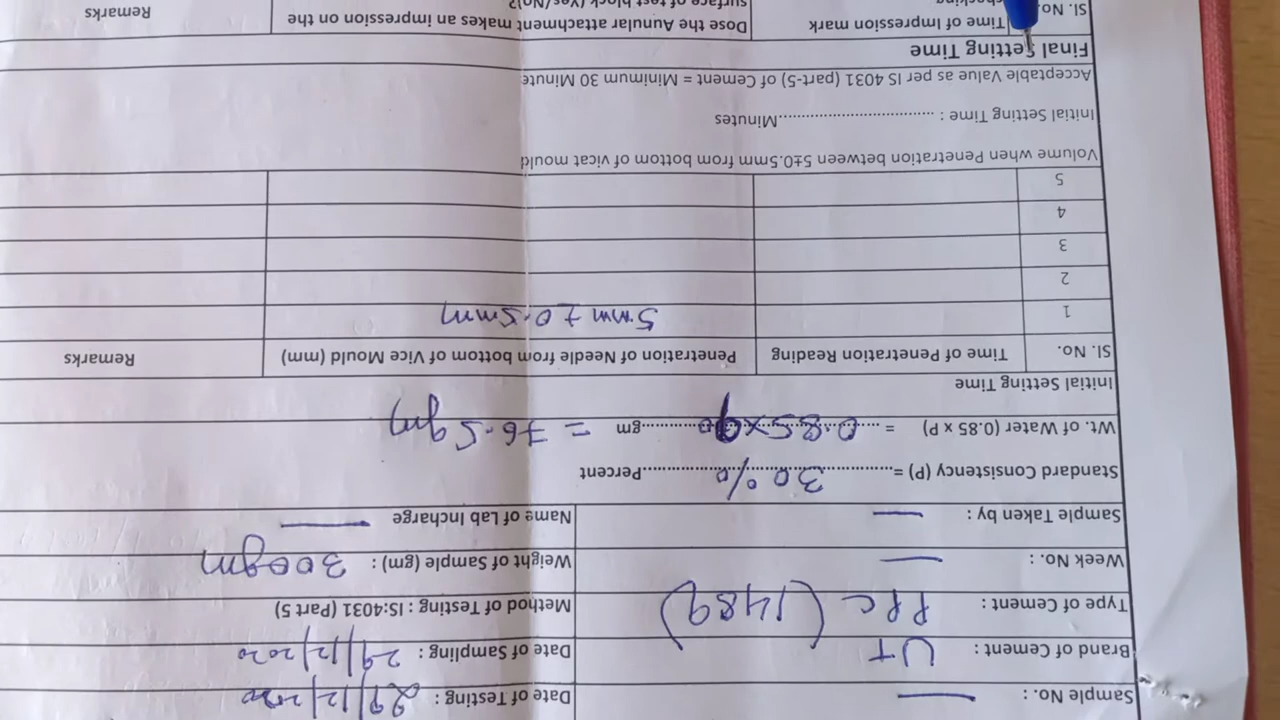 Sample No. : — Date of Testing : 29/12/2020
Brand of Cement : UT Date of Sampling : 29/12/2020
Type of Cement : PPC (1489) Method of Testing : IS:4031 (Part 5)
Week No. : — Weight of Sample (gm) : 300gm
Sample Taken by : — Name of Lab Incharge —
Standard Consistency (P) = 30% Percent
Wt. of Water (0.85 x P) = 0.85x90 gm = 76.5gm
Initial Setting Time
Sl. No. Time of Penetration Reading Penetration of Needle from bottom of Vice Mould (mm) Remarks
1 5mm ± 0.5mm
2
3
4
5
Volume when Penetration between 5±0.5mm from bottom of vicat mould
Initial Setting Time : ................................ Minutes
Acceptable Value as per IS 4031 (part-5) of Cement = Minimum 30 Minute
Final Setting Time
Sl. No. Time of Impression mark Dose the Aunular attachment makes an impression on the Remarks
checking surface of test block (Yes/No)?